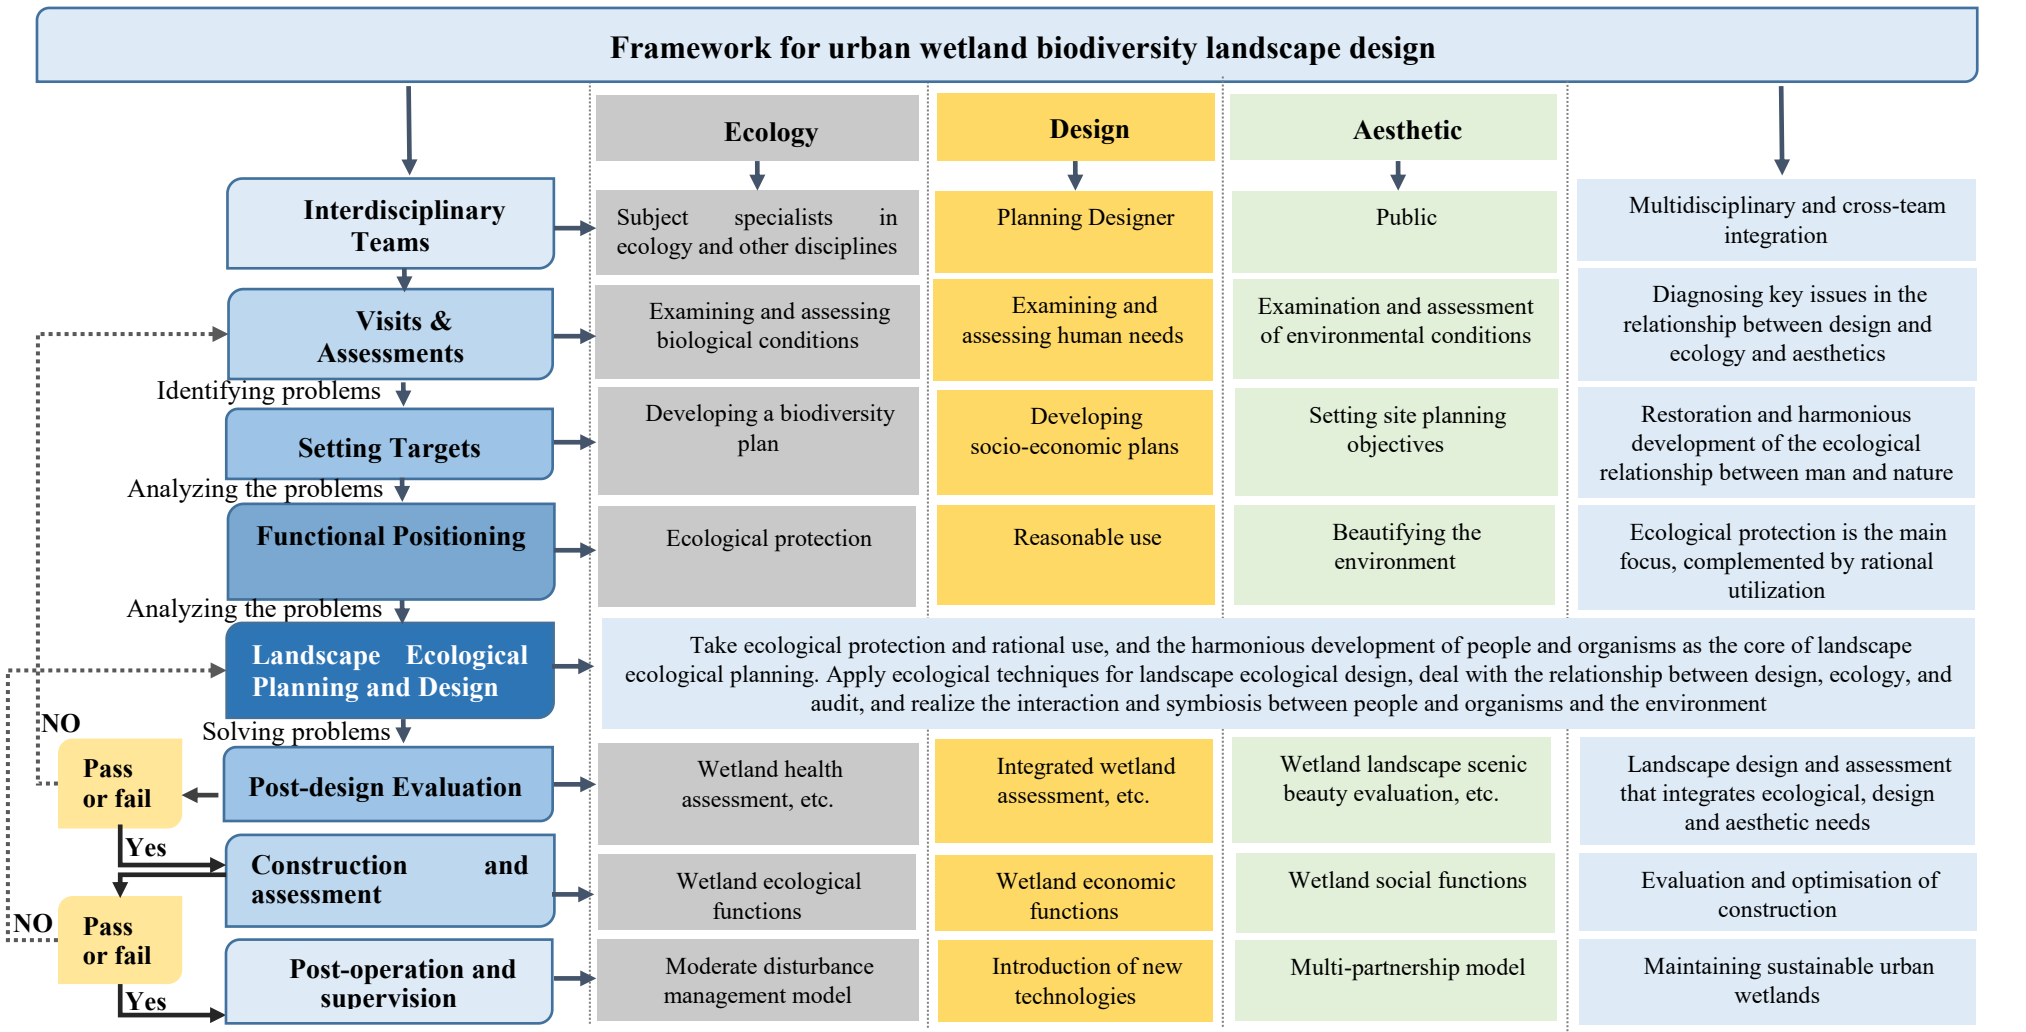 Framework for urban wetland biodiversity landscape design
Ecology
Design
Aesthetic
Interdisciplinary
Teams
Subject specialists in
ecology and other disciplines
Planning Designer
Public
Multidisciplinary and cross-team
integration
Visits &
Assessments
Examining and assessing
biological conditions
Examining and
assessing human needs
Examination and assessment
of environmental conditions
Diagnosing key issues in the
relationship between design and
ecology and aesthetics
Identifying problems
Setting Targets
Developing a biodiversity
plan
Developing
socio-economic plans
Setting site planning
objectives
Restoration and harmonious
development of the ecological
relationship between man and nature
Analyzing the problems
Functional Positioning
Ecological protection
Reasonable use
Beautifying the
environment
Ecological protection is the main
focus, complemented by rational
utilization
Analyzing the problems
Landscape Ecological
Planning and Design
Take ecological protection and rational use, and the harmonious development of people and organisms as the core of landscape
ecological planning. Apply ecological techniques for landscape ecological design, deal with the relationship between design, ecology, and
audit, and realize the interaction and symbiosis between people and organisms and the environment
Solving problems
NO
Pass
or fail
Yes
Post-design Evaluation
Wetland health
assessment, etc.
Integrated wetland
assessment, etc.
Wetland landscape scenic
beauty evaluation, etc.
Landscape design and assessment
that integrates ecological, design
and aesthetic needs
Construction and
assessment
Wetland ecological
functions
Wetland economic
functions
Wetland social functions
Evaluation and optimisation of
construction
NO
Pass
or fail
Yes
Post-operation and
supervision
Moderate disturbance
management model
Introduction of new
technologies
Multi-partnership model
Maintaining sustainable urban
wetlands